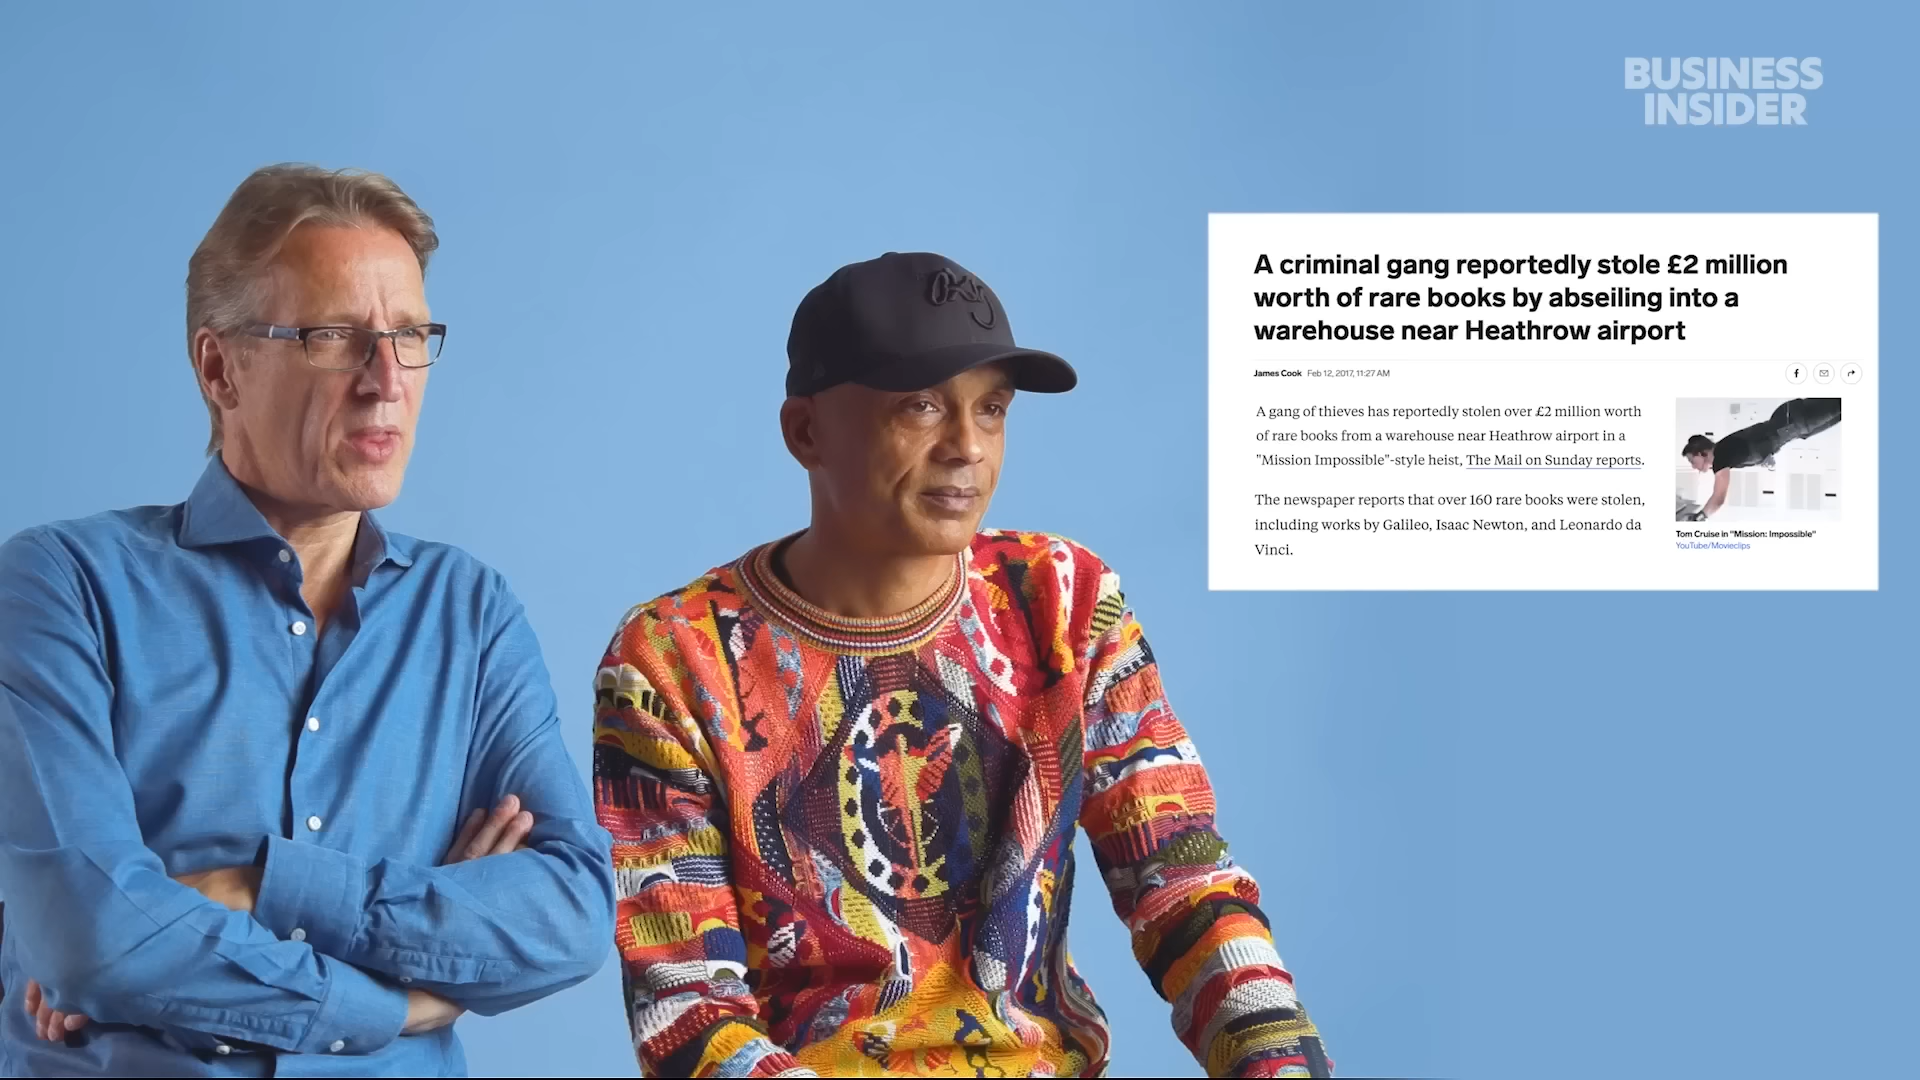 BUSINESS
INSIDER
A criminal gang reportedly stole £2 million
worth of rare books by abseiling into a
warehouse near Heathrow airport
James Cook Feb 12, 2017, 11:27 AM
A gang of thieves has reportedly stolen over £2 million worth
of rare books from a warehouse near Heathrow airport in a
"Mission Impossible"-style heist, The Mail on Sunday reports.
The newspaper reports that over 160 rare books were stolen,
including works by Galileo, Isaac Newton, and Leonardo da
Vinci.
Tom Cruise in "Mission: Impossible"
YouTube/Movieclips